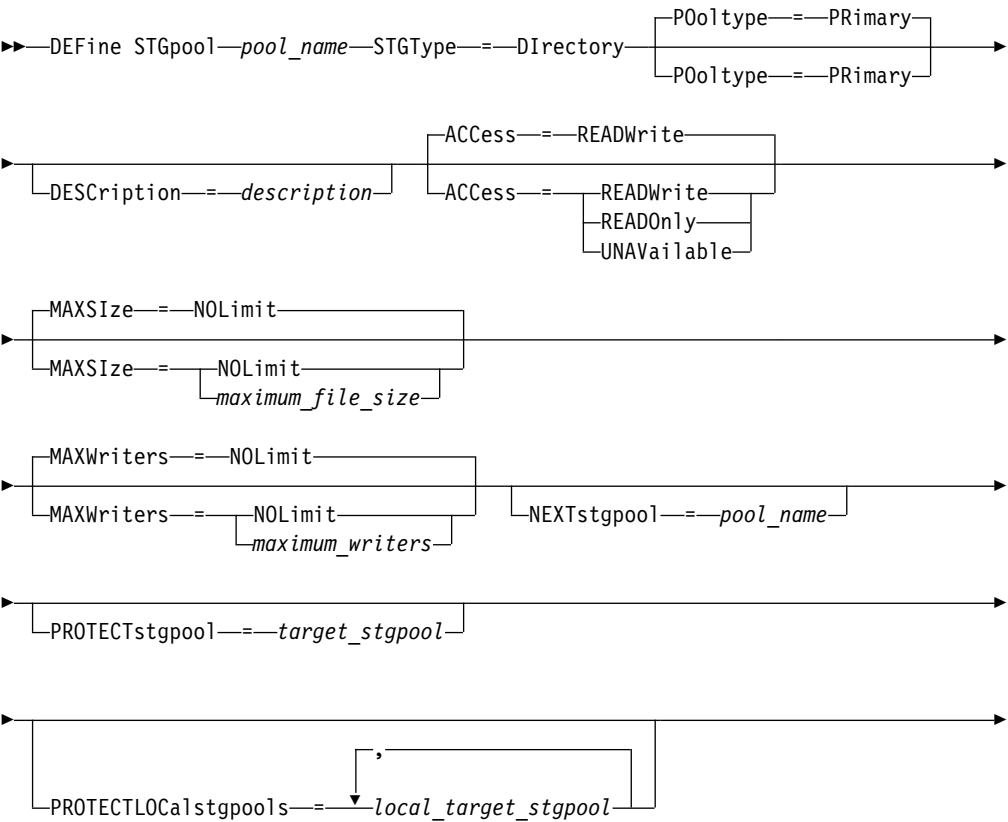 POoltype = PRimary
DEFine STGpool pool_name STGType = DIrectory
POoltype = PRimary
ACCess = READWrite
DESCription = description
ACCess = READWrite
READOnly
UNAVailable
MAXSIze = NOLimit
MAXSIze = NOLimit
maximum_file_size
MAXWriters = NOLimit
MAXWriters = NOLimit
maximum_writers
NEXTstgpool = pool_name
PROTECTstgpool = target_stgpool
,
PROTECTLOCalstgpools = local_target_stgpool